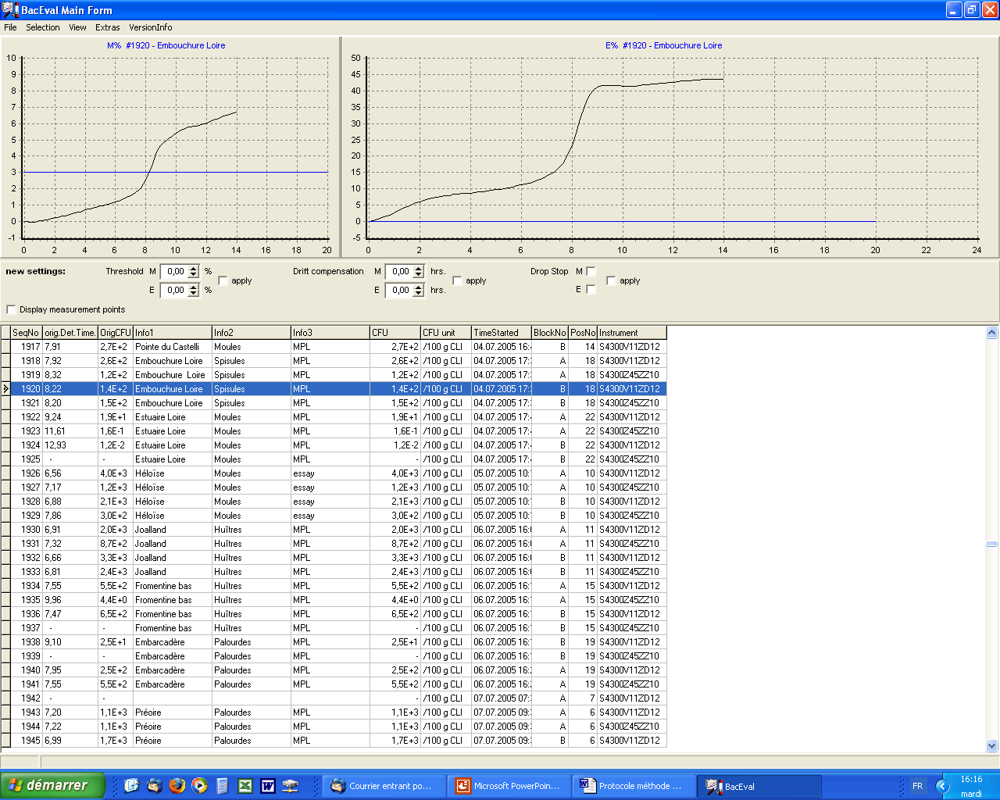 BacEval Main Form
File Selection View Extras VersionInfo
M% #1920 - Embouchure Loire
10
9
8
7
6
5
4
3
2
1
0
-1
0 2 4 6 8 10 12 14 16 18 20
E% #1920 - Embouchure Loire
50
45
40
35
30
25
20
15
10
5
0
-5
0 2 4 6 8 10 12 14 16 18 20 22 24
new settings: Threshold M 0,00 % apply Drift compensation M 0,00 hrs. apply Drop Stop M apply
E 0,00 % E 0,00 hrs. E
Display measurement points
SeqNo orig.Det.Time. OrigCFU Info1 Info2 Info3 CFU CFU unit TimeStarted BlockNo PosNo Instrument
1917 7,91 2,7E+2 Pointe du Castelli Moules MPL 2,7E+2 /100 g CLI 04.07.2005 16: B 14 S4300V11ZD12
1918 7,92 2,6E+2 Embouchure Loire Spisules MPL 2,6E+2 /100 g CLI 04.07.2005 17: A 18 S4300V11ZD12
1919 8,32 1,2E+2 Embouchure Loire Spisules MPL 1,2E+2 /100 g CLI 04.07.2005 17: A 18 S4300Z45ZZ10
1920 8,22 1,4E+2 Embouchure Loire Spisules MPL 1,4E+2 /100 g CLI 04.07.2005 17: B 18 S4300V11ZD12
1921 8,20 1,5E+2 Embouchure Loire Spisules MPL 1,5E+2 /100 g CLI 04.07.2005 17: B 18 S4300Z45ZZ10
1922 9,24 1,9E+1 Estuaire Loire Moules MPL 1,9E+1 /100 g CLI 04.07.2005 17: A 22 S4300V11ZD12
1923 11,61 1,6E-1 Estuaire Loire Moules MPL 1,6E-1 /100 g CLI 04.07.2005 17: A 22 S4300Z45ZZ10
1924 12,93 1,2E-2 Estuaire Loire Moules MPL 1,2E-2 /100 g CLI 04.07.2005 17: B 22 S4300V11ZD12
1925 - - Estuaire Loire Moules MPL - /100 g CLI 04.07.2005 17: B 22 S4300Z45ZZ10
1926 6,56 4,0E+3 Héloïse Moules essay 4,0E+3 /100 g CLI 05.07.2005 10: A 10 S4300V11ZD12
1927 7,17 1,2E+3 Héloïse Moules essay 1,2E+3 /100 g CLI 05.07.2005 10: A 10 S4300Z45ZZ10
1928 6,88 2,1E+3 Héloïse Moules essay 2,1E+3 /100 g CLI 05.07.2005 10: B 10 S4300V11ZD12
1929 7,86 3,0E+2 Héloïse Moules essay 3,0E+2 /100 g CLI 05.07.2005 10: B 10 S4300Z45ZZ10
1930 6,91 2,0E+3 Joalland Huîtres MPL 2,0E+3 /100 g CLI 06.07.2005 16: A 11 S4300V11ZD12
1931 7,32 8,7E+2 Joalland Huîtres MPL 8,7E+2 /100 g CLI 06.07.2005 16: A 11 S4300Z45ZZ10
1932 6,66 3,3E+3 Joalland Huîtres MPL 3,3E+3 /100 g CLI 06.07.2005 16: B 11 S4300V11ZD12
1933 6,81 2,4E+3 Joalland Huîtres MPL 2,4E+3 /100 g CLI 06.07.2005 16: B 11 S4300Z45ZZ10
1934 7,55 5,5E+2 Fromentine bas Huîtres MPL 5,5E+2 /100 g CLI 06.07.2005 16: A 15 S4300V11ZD12
1935 9,96 4,4E+0 Fromentine bas Huîtres MPL 4,4E+0 /100 g CLI 06.07.2005 16: A 15 S4300Z45ZZ10
1936 7,47 6,5E+2 Fromentine bas Huîtres MPL 6,5E+2 /100 g CLI 06.07.2005 16: B 15 S4300V11ZD12
1937 - - Fromentine bas Huîtres MPL - /100 g CLI 06.07.2005 16: B 15 S4300Z45ZZ10
1938 9,10 2,5E+1 Embarcadère Palourdes MPL 2,5E+1 /100 g CLI 06.07.2005 16: B 19 S4300V11ZD12
1939 - - Embarcadère Palourdes MPL - /100 g CLI 06.07.2005 16: B 19 S4300Z45ZZ10
1940 7,95 2,5E+2 Embarcadère Palourdes MPL 2,5E+2 /100 g CLI 06.07.2005 16: A 19 S4300V11ZD12
1941 7,55 5,5E+2 Embarcadère Palourdes MPL 5,5E+2 /100 g CLI 06.07.2005 16: A 19 S4300Z45ZZ10
1942 - - - /100 g CLI 07.07.2005 07: A 7 S4300V11ZD12
1943 7,20 1,1E+3 Préoire Palourdes MPL 1,1E+3 /100 g CLI 07.07.2005 09: A 6 S4300V11ZD12
1944 7,22 1,1E+3 Préoire Palourdes MPL 1,1E+3 /100 g CLI 07.07.2005 09: A 6 S4300Z45ZZ10
1945 6,99 1,7E+3 Préoire Palourdes MPL 1,7E+3 /100 g CLI 07.07.2005 09: B 6 S4300V11ZD12
démarrer Courrier entrant po... Microsoft PowerPoin... Protocole méthode ... BacEval FR 16:16
mardi